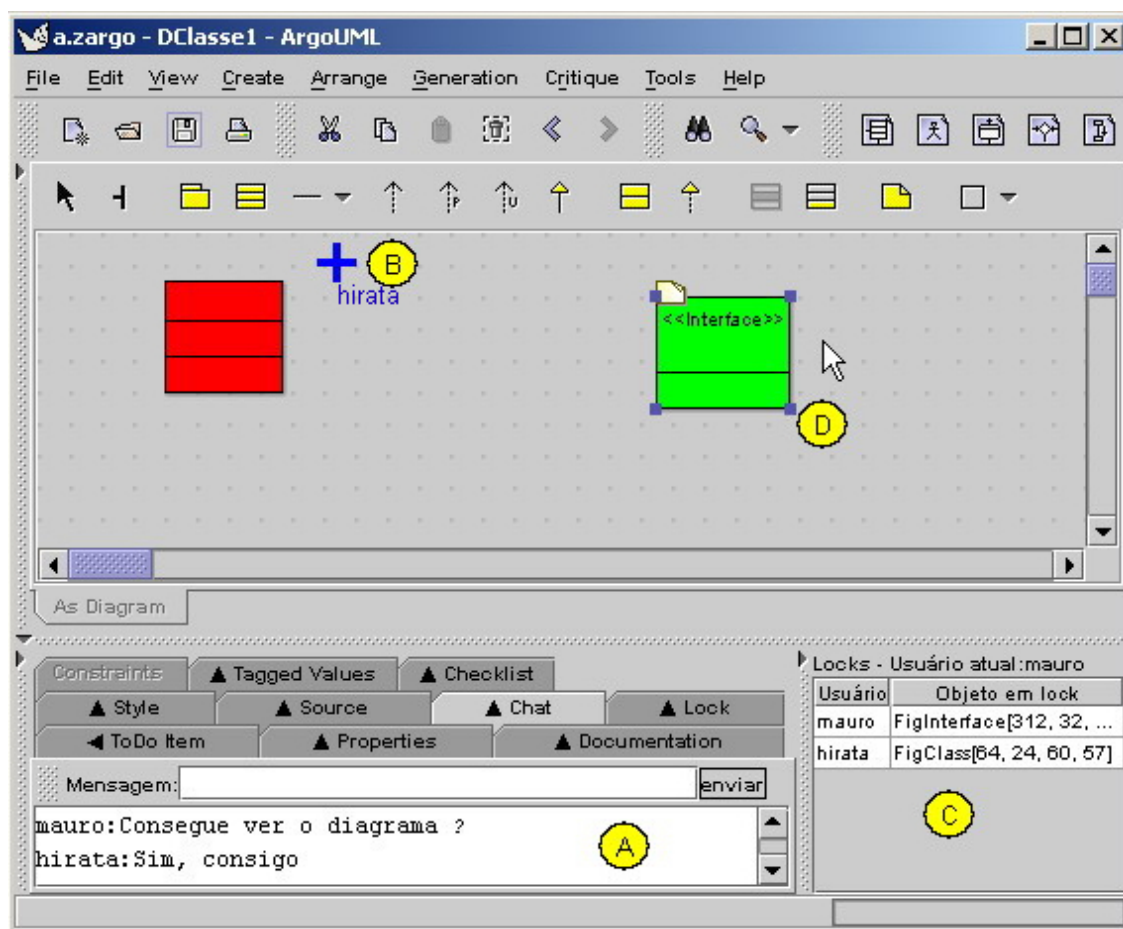 a.zargo - DClasse1 - ArgoUML
File Edit View Create Arrange Generation Critique Tools Help
P U
B
hirata
<<Interface>>
D
As Diagram
Constraints Tagged Values Checklist
Style Source Chat Lock
ToDo Item Properties Documentation
Mensagem: enviar
mauro:Consegue ver o diagrama ?
hirata:Sim, consigo
A
Locks - Usuário atual:mauro
Usuário Objeto em lock
mauro FigInterface[312, 32, ...
hirata FigClass[64, 24, 60, 57]
C